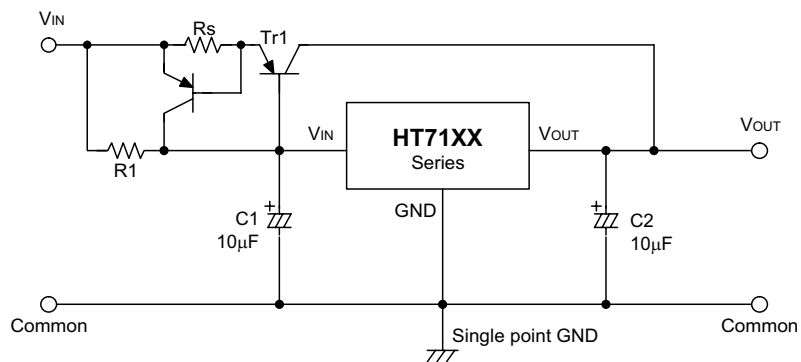 VIN
Rs
Tr1
R1
VIN
HT71XX
Series
VOUT
VOUT
GND
C1
10μF
C2
10μF
Common
Single point GND
Common